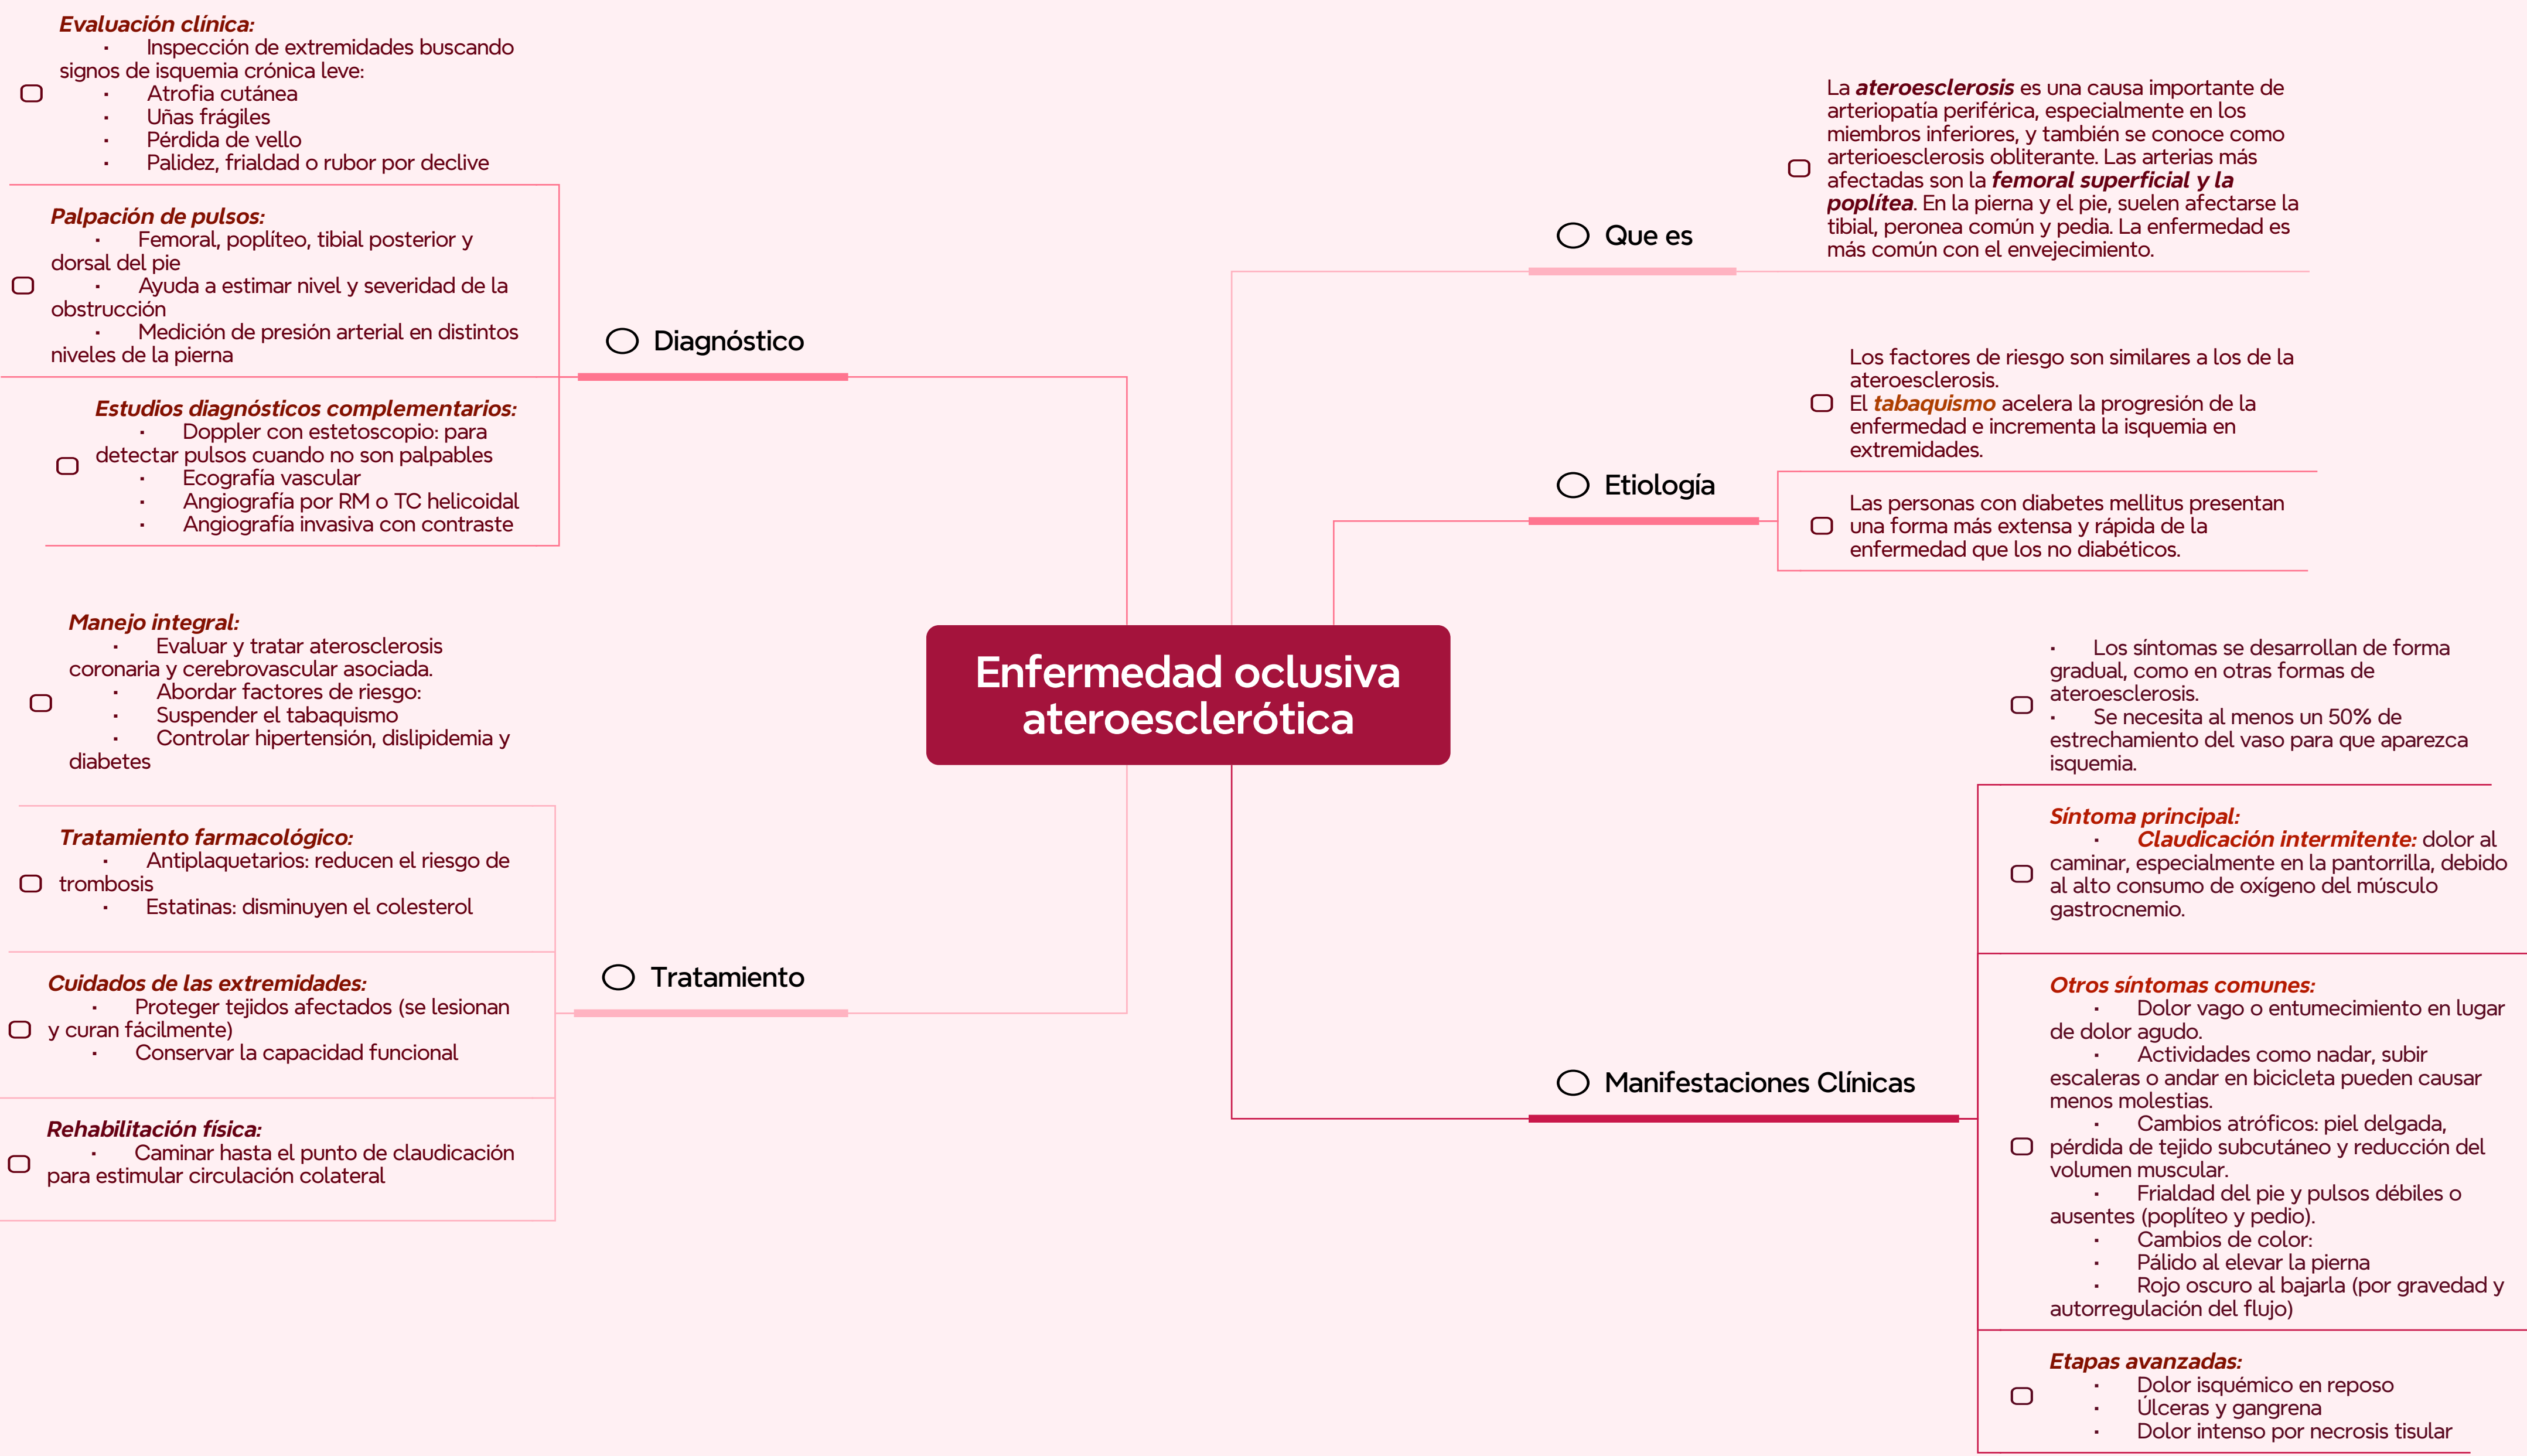 Enfermedad oclusiva
ateroesclerótica
Que es
La ateroesclerosis es una causa importante de
arteriopatía periférica, especialmente en los
miembros inferiores, y también se conoce como
arterioesclerosis obliterante. Las arterias más
afectadas son la femoral superficial y la
poplítea. En la pierna y el pie, suelen afectarse la
tibial, peronea común y pedia. La enfermedad es
más común con el envejecimiento.
Etiología
Los factores de riesgo son similares a los de la
ateroesclerosis.
El tabaquismo acelera la progresión de la
enfermedad e incrementa la isquemia en
extremidades.
Las personas con diabetes mellitus presentan
una forma más extensa y rápida de la
enfermedad que los no diabéticos.
Manifestaciones Clínicas
· Los síntomas se desarrollan de forma
gradual, como en otras formas de
ateroesclerosis.
· Se necesita al menos un 50% de
estrechamiento del vaso para que aparezca
isquemia.
Síntoma principal:
· Claudicación intermitente: dolor al
caminar, especialmente en la pantorrilla, debido
al alto consumo de oxígeno del músculo
gastrocnemio.
Otros síntomas comunes:
· Dolor vago o entumecimiento en lugar
de dolor agudo.
· Actividades como nadar, subir
escaleras o andar en bicicleta pueden causar
menos molestias.
· Cambios atróficos: piel delgada,
pérdida de tejido subcutáneo y reducción del
volumen muscular.
· Frialdad del pie y pulsos débiles o
ausentes (poplíteo y pedio).
· Cambios de color:
· Pálido al elevar la pierna
· Rojo oscuro al bajarla (por gravedad y
autorregulación del flujo)
Etapas avanzadas:
· Dolor isquémico en reposo
· Úlceras y gangrena
· Dolor intenso por necrosis tisular
Diagnóstico
Evaluación clínica:
· Inspección de extremidades buscando
signos de isquemia crónica leve:
· Atrofia cutánea
· Uñas frágiles
· Pérdida de vello
· Palidez, frialdad o rubor por declive
Palpación de pulsos:
· Femoral, poplíteo, tibial posterior y
dorsal del pie
· Ayuda a estimar nivel y severidad de la
obstrucción
· Medición de presión arterial en distintos
niveles de la pierna
Estudios diagnósticos complementarios:
· Doppler con estetoscopio: para
detectar pulsos cuando no son palpables
· Ecografía vascular
· Angiografía por RM o TC helicoidal
· Angiografía invasiva con contraste
Tratamiento
Manejo integral:
· Evaluar y tratar aterosclerosis
coronaria y cerebrovascular asociada.
· Abordar factores de riesgo:
· Suspender el tabaquismo
· Controlar hipertensión, dislipidemia y
diabetes
Tratamiento farmacológico:
· Antiplaquetarios: reducen el riesgo de
trombosis
· Estatinas: disminuyen el colesterol
Cuidados de las extremidades:
· Proteger tejidos afectados (se lesionan
y curan fácilmente)
· Conservar la capacidad funcional
Rehabilitación física:
· Caminar hasta el punto de claudicación
para estimular circulación colateral